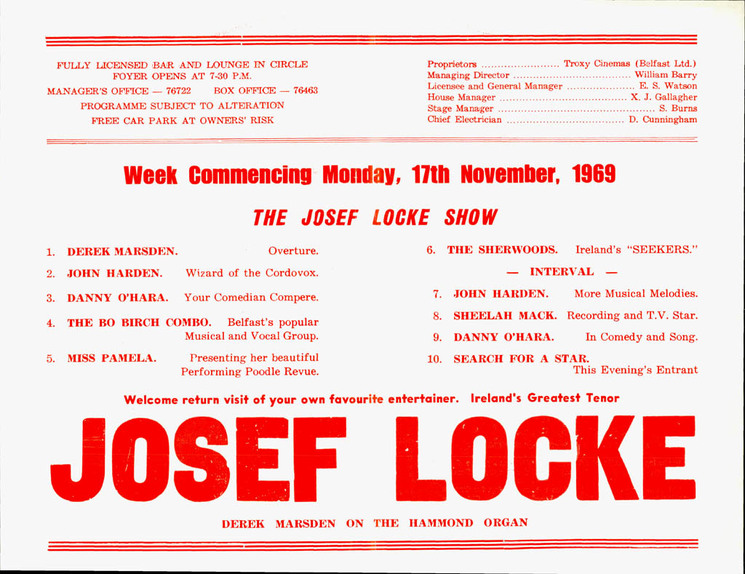 FULLY LICENSED BAR AND LOUNGE IN CIRCLE
FOYER OPENS AT 7-30 P.M.
MANAGER'S OFFICE — 76722 BOX OFFICE — 76463
PROGRAMME SUBJECT TO ALTERATION
FREE CAR PARK AT OWNERS' RISK
Proprietors ........................ Troxy Cinemas (Belfast Ltd.)
Managing Director .................................... William Barry
Licensee and General Manager ..................... E. S. Watson
House Manager ....................................... X. J. Gallagher
Stage Manager ................................................ S. Burns
Chief Electrician .................................... D. Cunningham
Week Commencing Monday, 17th November, 1969
THE JOSEF LOCKE SHOW
1. DEREK MARSDEN. Overture.
2. JOHN HARDEN. Wizard of the Cordovox.
3. DANNY O'HARA. Your Comedian Compere.
4. THE BO BIRCH COMBO. Belfast's popular
Musical and Vocal Group.
5. MISS PAMELA. Presenting her beautiful
Performing Poodle Revue.
6. THE SHERWOODS. Ireland's "SEEKERS."
— INTERVAL —
7. JOHN HARDEN. More Musical Melodies.
8. SHEELAH MACK. Recording and T.V. Star.
9. DANNY O'HARA. In Comedy and Song.
10. SEARCH FOR A STAR.
This Evening's Entrant
Welcome return visit of your own favourite entertainer. Ireland's Greatest Tenor
JOSEF LOCKE
DEREK MARSDEN ON THE HAMMOND ORGAN